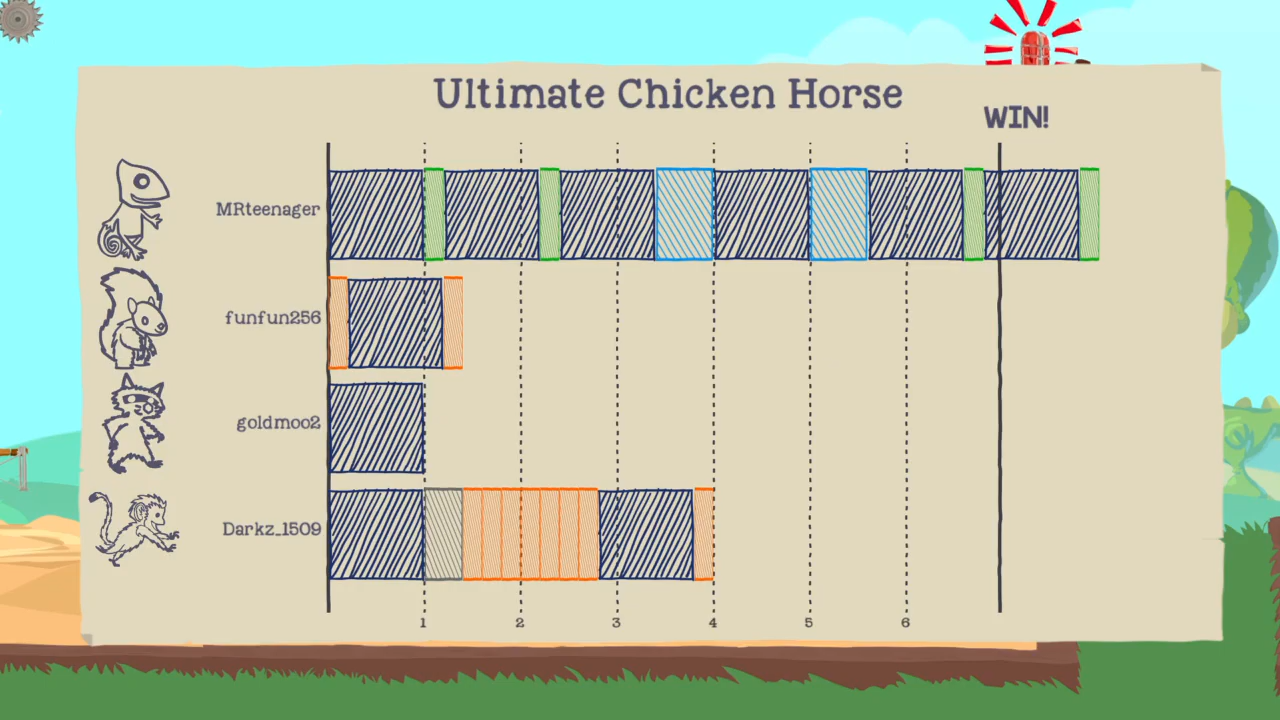 Ultimate Chicken Horse
WIN!
MRteenager
funfun256
goldmoo2
Darkz_1509
1 2 3 4 5 6